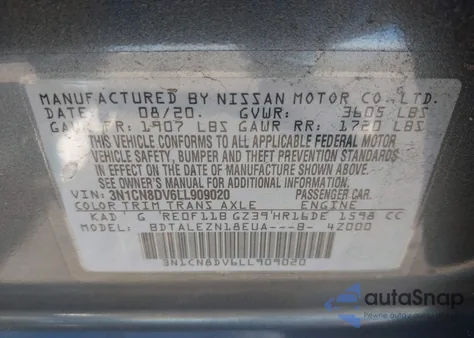 MANUFACTURED BY NISSAN MOTOR CO., LTD.
DATE: 08/20. GVWR: 3605 LBS
GAWR FR: 1907 LBS GAWR RR: 1720 LBS
THIS VEHICLE CONFORMS TO ALL APPLICABLE FEDERAL MOTOR
VEHICLE SAFETY, BUMPER AND THEFT PREVENTION STANDARDS
IN EFFECT ON THE DATE OF MANUFACTURE SHOWN ABOVE.
SEE OWNER'S MANUAL FOR ADDITIONAL INFORMATION.
VIN: 3N1CN8DV6LL909020 PASSENGER CAR
COLOR TRIM TRANS AXLE ENGINE
KAD G RE0F11B GZ39 HR16DE 1598 CC
MODEL: BDTALEZN18EUA---B- 4Z000
3N1CN8DV6LL909020
autoSnap